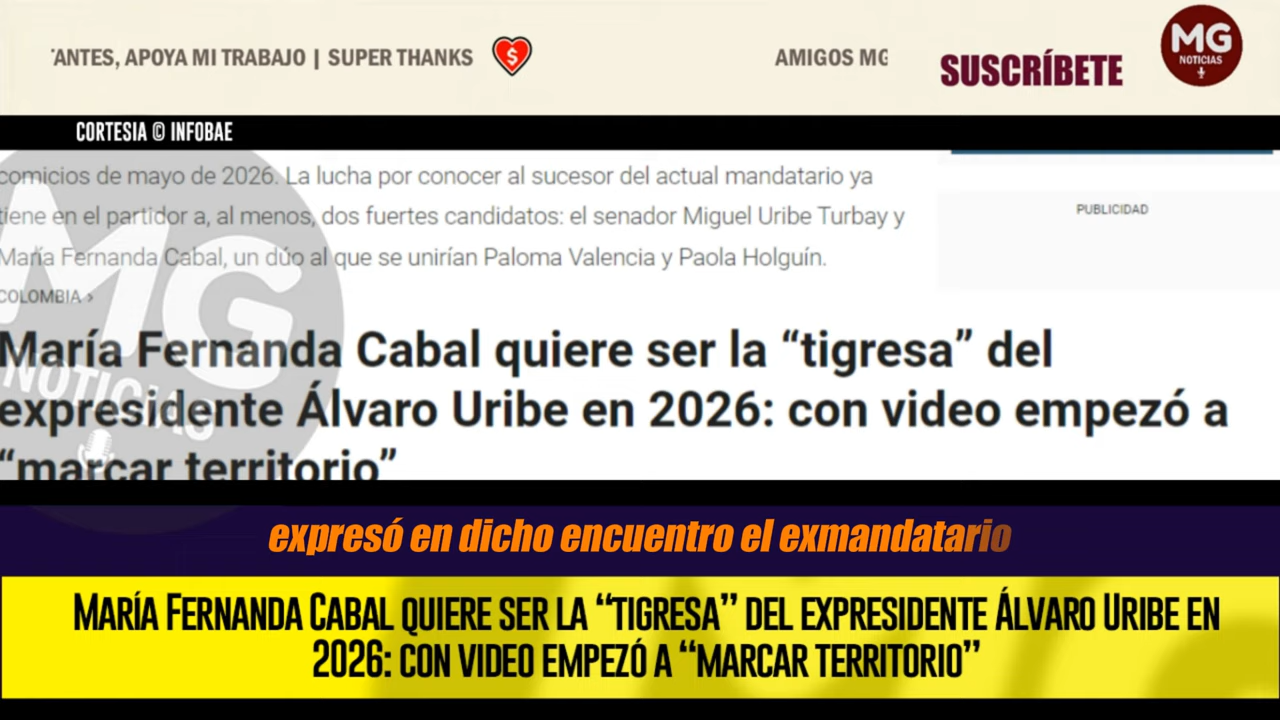 'ANTES, APOYA MI TRABAJO | SUPER THANKS
AMIGOS MG
SUSCRÍBETE
MG
NOTICIAS
CORTESIA © INFOBAE
comicios de mayo de 2026. La lucha por conocer al sucesor del actual mandatario ya
tiene en el partidor a, al menos, dos fuertes candidatos: el senador Miguel Uribe Turbay y
María Fernanda Cabal, un dúo al que se unirían Paloma Valencia y Paola Holguín.
PUBLICIDAD
COLOMBIA >
María Fernanda Cabal quiere ser la “tigresa” del
expresidente Álvaro Uribe en 2026: con video empezó a
“marcar territorio”
MG
NOTICIAS
expresó en dicho encuentro el exmandatario
MARÍA FERNANDA CABAL QUIERE SER LA “TIGRESA” DEL EXPRESIDENTE ÁLVARO URIBE EN
2026: CON VIDEO EMPEZÓ A “MARCAR TERRITORIO”